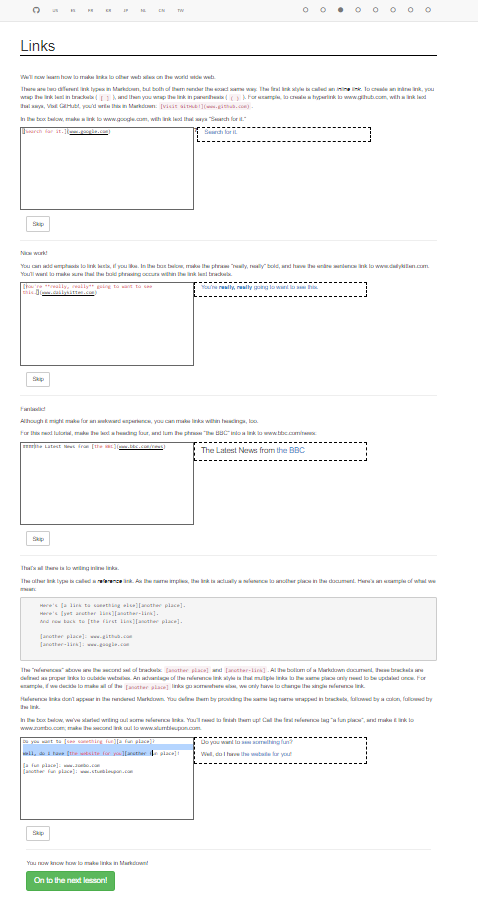 US ES FR KR JP NL CN TW
Links
We'll now learn how to make links to other web sites on the world wide web.
There are two different link types in Markdown, but both of them render the exact same way. The first link style is called an inline link. To create an inline link, you
wrap the link text in brackets ( [ ] ), and then you wrap the link in parenthesis ( ( ) ). For example, to create a hyperlink to www.github.com, with a link text
that says, Visit GitHub!, you'd write this in Markdown: [Visit GitHub!](www.github.com) .
In the box below, make a link to www.google.com, with link text that says "Search for it."
[Search for it.](www.google.com)
Search for it.
Skip
Nice work!
You can add emphasis to link texts, if you like. In the box below, make the phrase "really, really" bold, and have the entire sentence link to www.dailykitten.com.
You'll want to make sure that the bold phrasing occurs within the link text brackets.
[You're **really, really** going to want to see
this.](www.dailykitten.com)
You're really, really going to want to see this.
Skip
Fantastic!
Although it might make for an awkward experience, you can make links within headings, too.
For this next tutorial, make the text a heading four, and turn the phrase "the BBC" into a link to www.bbc.com/news:
####The Latest News from [the BBC](www.bbc.com/news)
The Latest News from the BBC
Skip
That's all there is to writing inline links.
The other link type is called a reference link. As the name implies, the link is actually a reference to another place in the document. Here's an example of what we
mean:
Here's [a link to something else][another place].
Here's [yet another link][another-link].
And now back to [the first link][another place].
[another place]: www.github.com
[another-link]: www.google.com
The "references" above are the second set of brackets: [another place] and [another-link] . At the bottom of a Markdown document, these brackets are
defined as proper links to outside websites. An advantage of the reference link style is that multiple links to the same place only need to be updated once. For
example, if we decide to make all of the [another place] links go somewhere else, we only have to change the single reference link.
Reference links don't appear in the rendered Markdown. You define them by providing the same tag name wrapped in brackets, followed by a colon, followed by
the link.
In the box below, we've started writing out some reference links. You'll need to finish them up! Call the first reference tag "a fun place", and make it link to
www.zombo.com; make the second link out to www.stumbleupon.com.
Do you want to [see something fun][a fun place]?
Well, do I have [the website for you][another fun place]!
[a fun place]: www.zombo.com
[another fun place]: www.stumbleupon.com
Do you want to see something fun?
Well, do I have the website for you!
Skip
You now know how to make links in Markdown!
On to the next lesson!